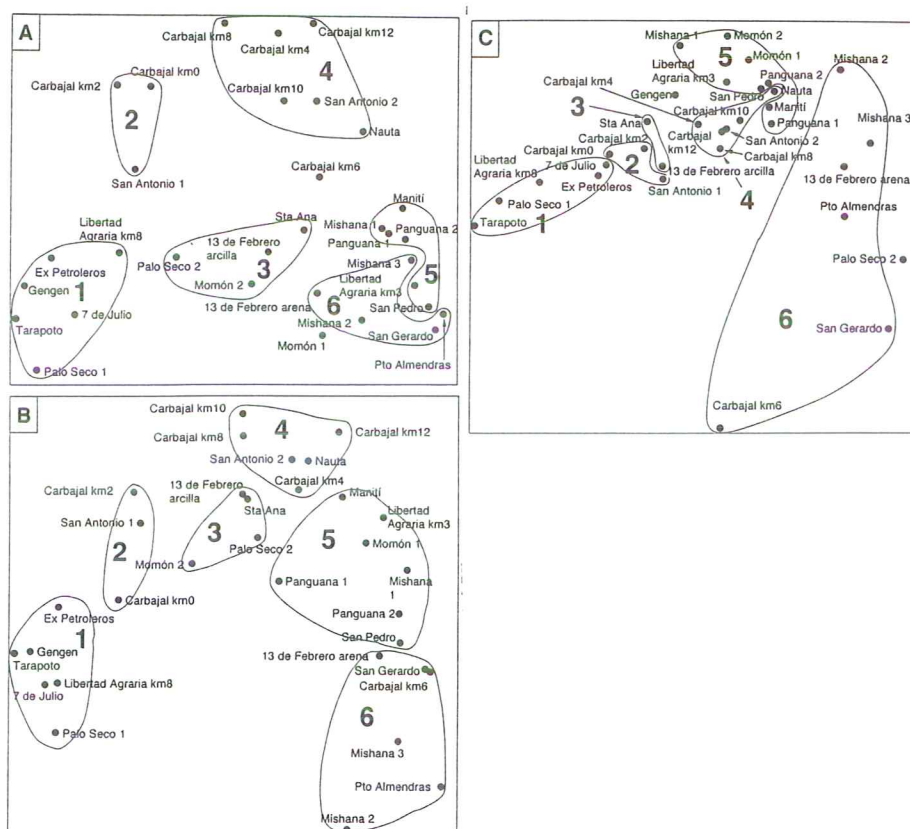 A
Carbajal km8
Carbajal km12
Carbajal km4
4
Carbajal km2
Carbajal km0
Carbajal km10
San Antonio 2
2
Nauta
San Antonio 1
Carbajal km6
Manití
Sta Ana
Libertad
Agraria km8
Mishana 1
Panguana 2
13 de Febrero
arcilla
Panguana 1
Ex Petroleros
Palo Seco 2
3
Mishana 3
Gengen
1
Momón 2
Libertad
Agraria km3
5
6
7 de Julio
13 de Febrero arena
San Pedro
Tarapoto
Mishana 2
San Gerardo
Momón 1
Palo Seco 1
Pto Almendras
B
Carbajal km10
Carbajal km8
4
Carbajal km12
San Antonio 2
Nauta
Carbajal km2
13 de Febrero
arcilla
Carbajal km4
Sta Ana
Manití
San Antonio 1
3
Libertad
Agraria km3
2
Palo Seco 2
5
Momón 1
Momón 2
Panguana 1
Mishana
1
Carbajal km0
Ex Petroleros
1
Panguana 2
Gengen
San Pedro
Tarapoto
13 de Febrero arena
San Gerardo
Libertad Agraria km8
Carbajal km6
7 de Julio
6
Palo Seco 1
Mishana 3
Pto Almendras
Mishana 2
C
Mishana 1
Momón 2
5
Momón 1
Mishana 2
Libertad
Agraria km3
Panguana 2
Carbajal km4
Gengen
San Pedro
Nauta
3
Carbajal km10
Manití
Mishana 3
Sta Ana
Panguana 1
Carbajal km2
Carbajal
km12
San Antonio 2
Carbajal km0
Carbajal km8
Libertad
Agraria km8
7 de Julio
2
13 de Febrero arcilla
13 de Febrero arena
Ex Petroleros
San Antonio 1
4
Palo Seco 1
Pto Almendras
Tarapoto
1
Palo Seco 2
6
San Gerardo
Carbajal km6